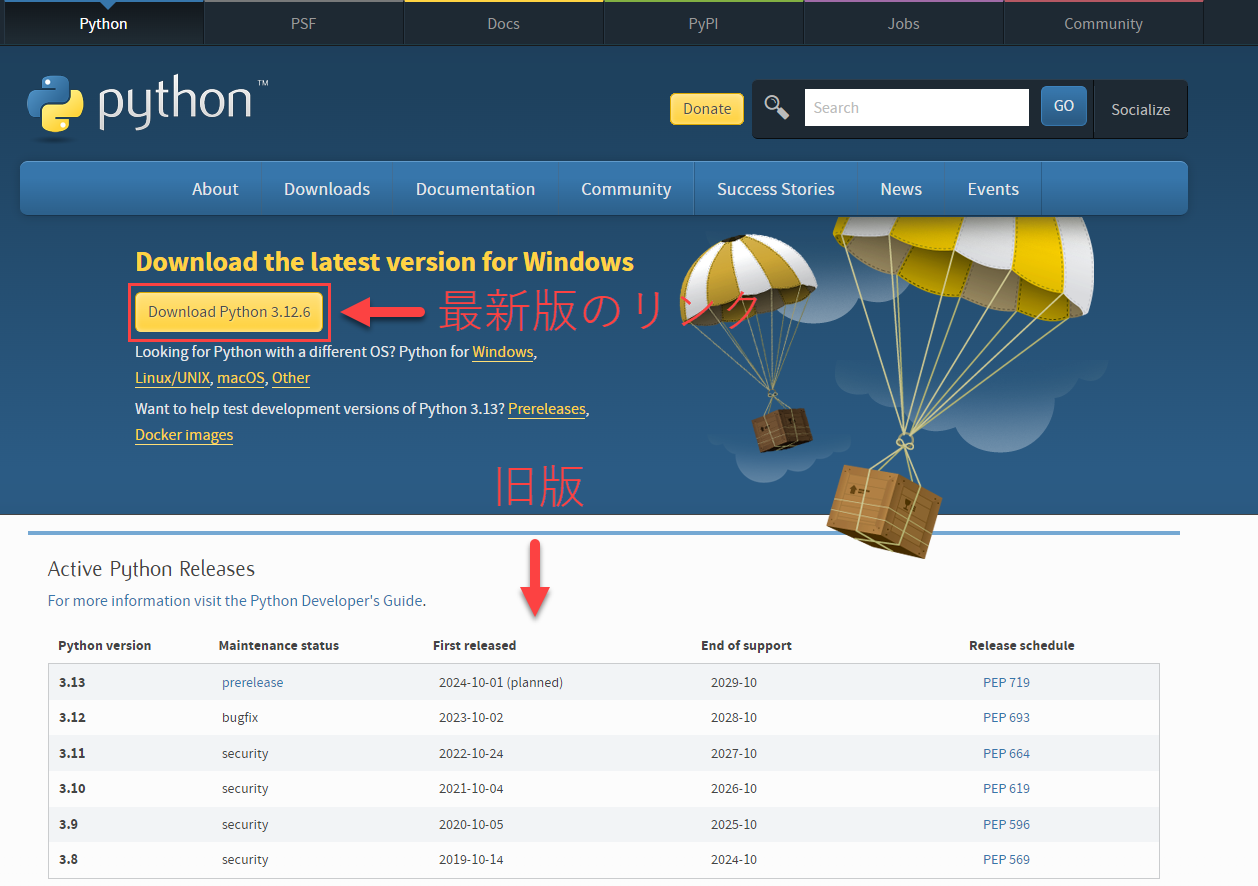 Python PSF Docs PyPI Jobs Community
python™
Donate Search GO Socialize
About Downloads Documentation Community Success Stories News Events
Download the latest version for Windows
Download Python 3.12.6 最新版のリンク
Looking for Python with a different OS? Python for Windows,
Linux/UNIX, macOS, Other
Want to help test development versions of Python 3.13? Prereleases,
Docker images
旧版
Active Python Releases
For more information visit the Python Developer's Guide.
Python version Maintenance status First released End of support Release schedule
3.13 prerelease 2024-10-01 (planned) 2029-10 PEP 719
3.12 bugfix 2023-10-02 2028-10 PEP 693
3.11 security 2022-10-24 2027-10 PEP 664
3.10 security 2021-10-04 2026-10 PEP 619
3.9 security 2020-10-05 2025-10 PEP 596
3.8 security 2019-10-14 2024-10 PEP 569